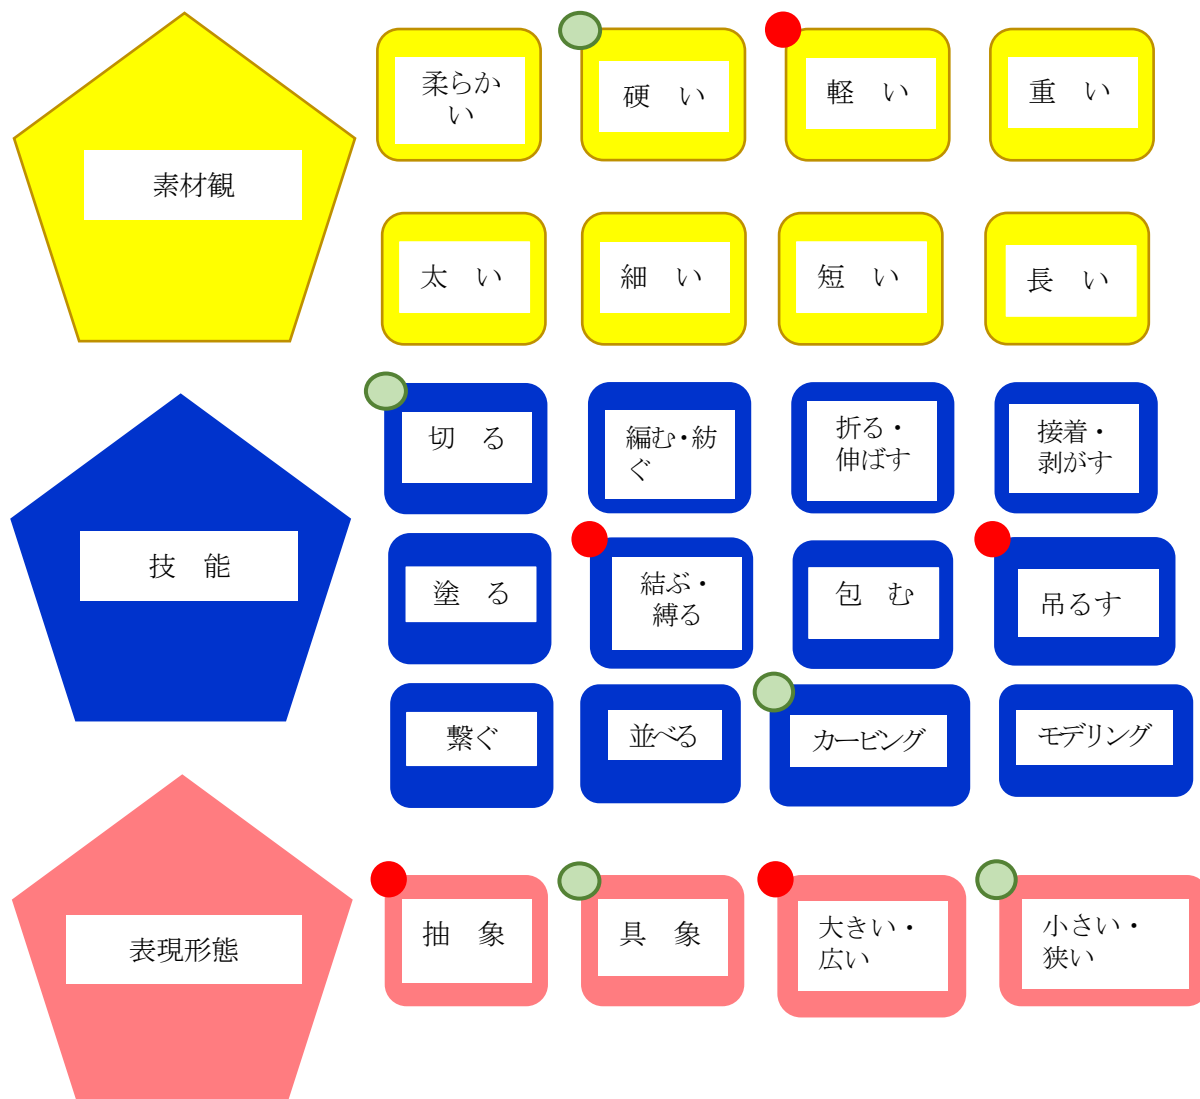 素材観
柔らか
い
硬　い
軽　い
重　い
太　い
細　い
短　い
長　い
技　能
切　る
編む・紡
ぐ
折る・
伸ばす
接着・
剥がす
塗　る
結ぶ・
縛る
包　む
吊るす
繋ぐ
並べる
カービング
モデリング
表現形態
抽　象
具　象
大きい・
広い
小さい・
狭い